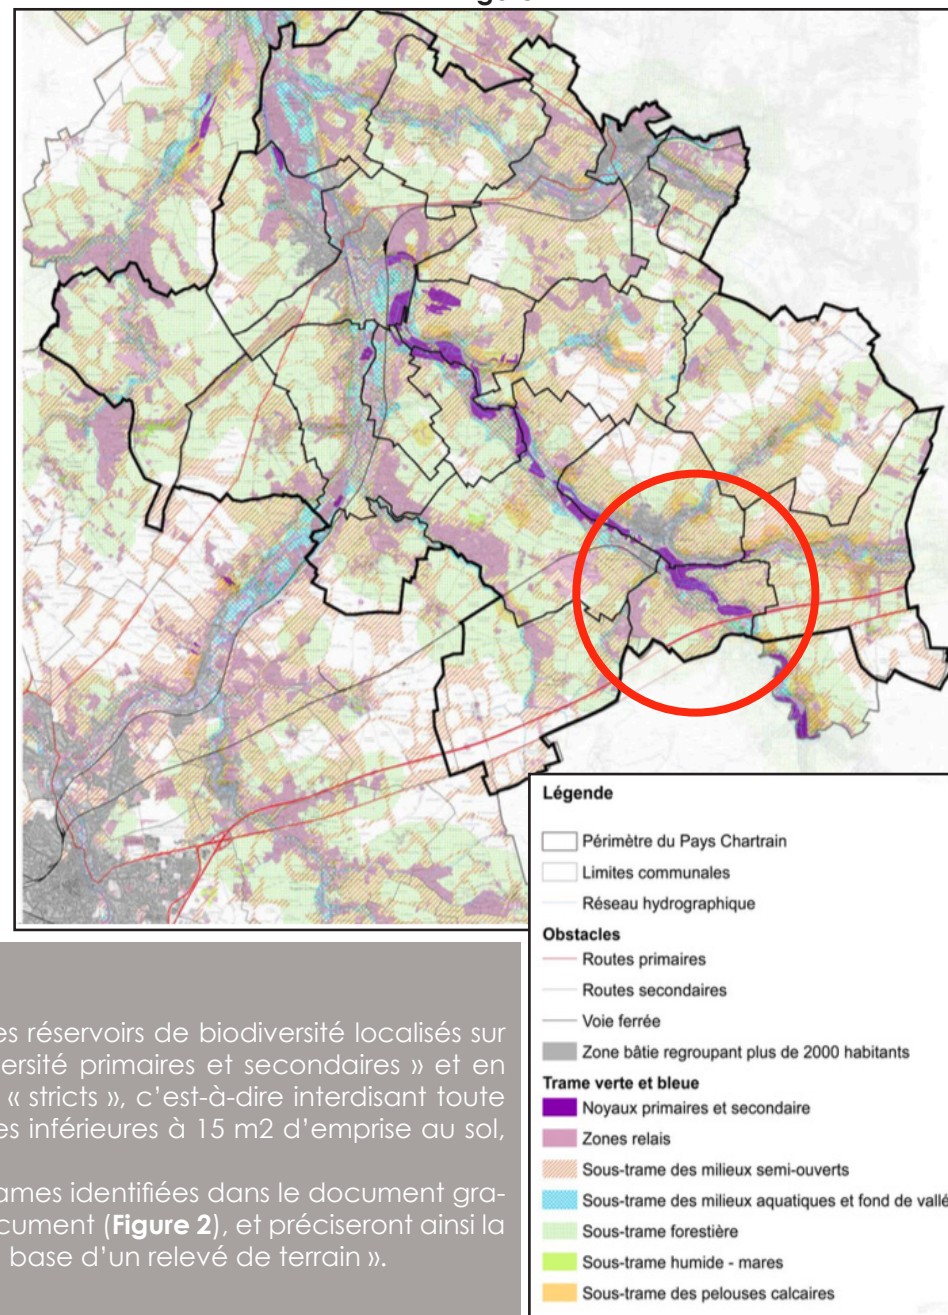 Légende
Périmètre du Pays Chartrain
Limites communales
Réseau hydrographique
Obstacles
Routes primaires
Routes secondaires
Voie ferrée
Zone bâtie regroupant plus de 2000 habitants
Trame verte et bleue
Noyaux primaires et secondaire
Zones relais
Sous-trame des milieux semi-ouverts
Sous-trame des milieux aquatiques et fond de vallé
Sous-trame forestière
Sous-trame humide - mares
Sous-trame des pelouses calcaires
es réservoirs de biodiversité localisés sur
ersité primaires et secondaires » et en
« stricts », c'est-à-dire interdisant toute
es inférieures à 15 m2 d'emprise au sol,
ames identifiées dans le document gra-
ocument (Figure 2), et préciseront ainsi la
base d'un relevé de terrain ».